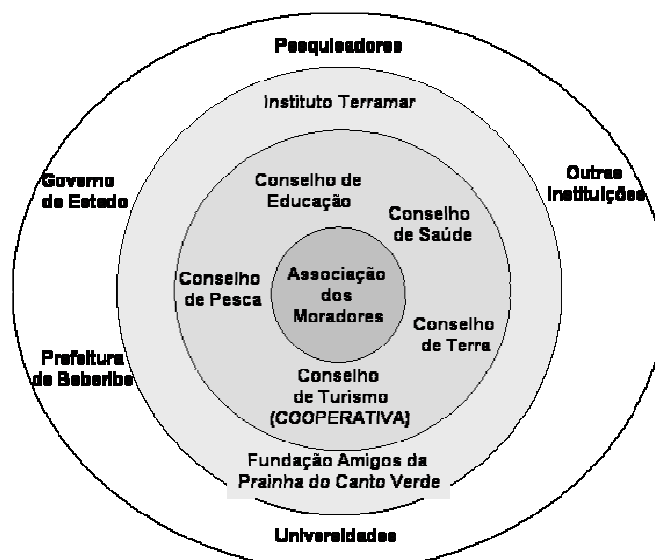 Pesquisadores
Instituto Terramar
Governo
do Estado
Outras
Instituições
Conselho de
Educação
Conselho
de Saúde
Conselho
de Pesca
Associação
dos
Moradores
Conselho
de Terra
Prefeitura
de Beberibe
Conselho
de Turismo
(COOPERATIVA)
Fundação Amigos da
Prainha do Canto Verde
Universidades